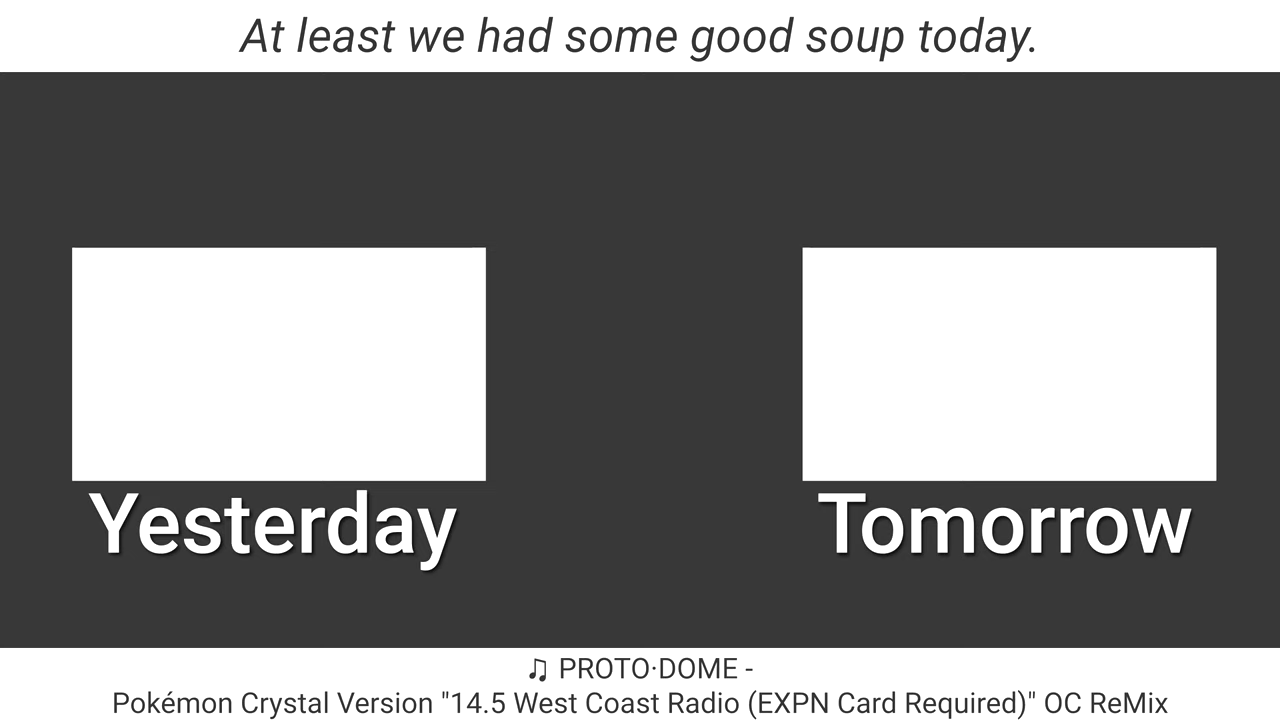 At least we had some good soup today.
Yesterday
Tomorrow
♫ PROTO·DOME -
Pokémon Crystal Version "14.5 West Coast Radio (EXPN Card Required)" OC ReMix